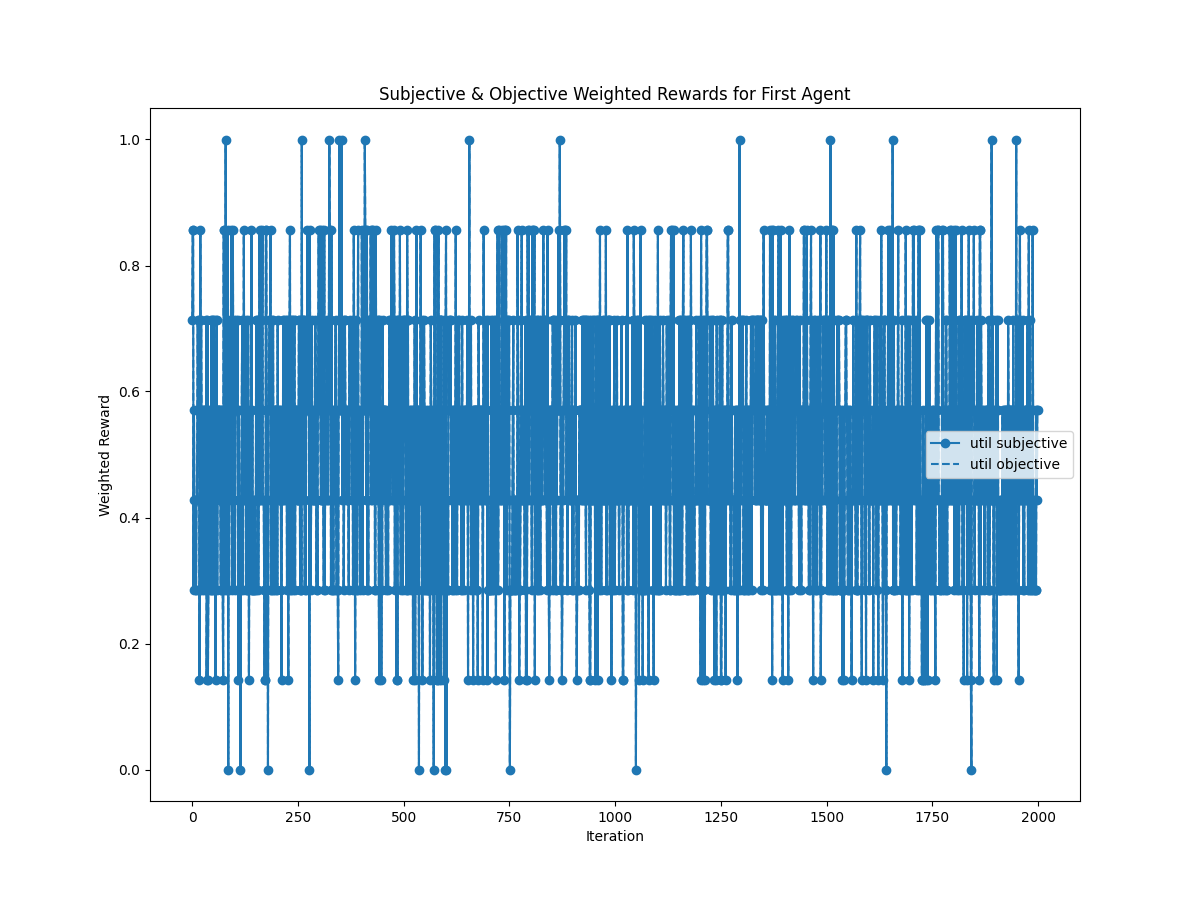 Subjective & Objective Weighted Rewards for First Agent
1.0
0.8
0.6
0.4
0.2
0.0
Weighted Reward
util subjective
util objective
0 250 500 750 1000 1250 1500 1750 2000
Iteration